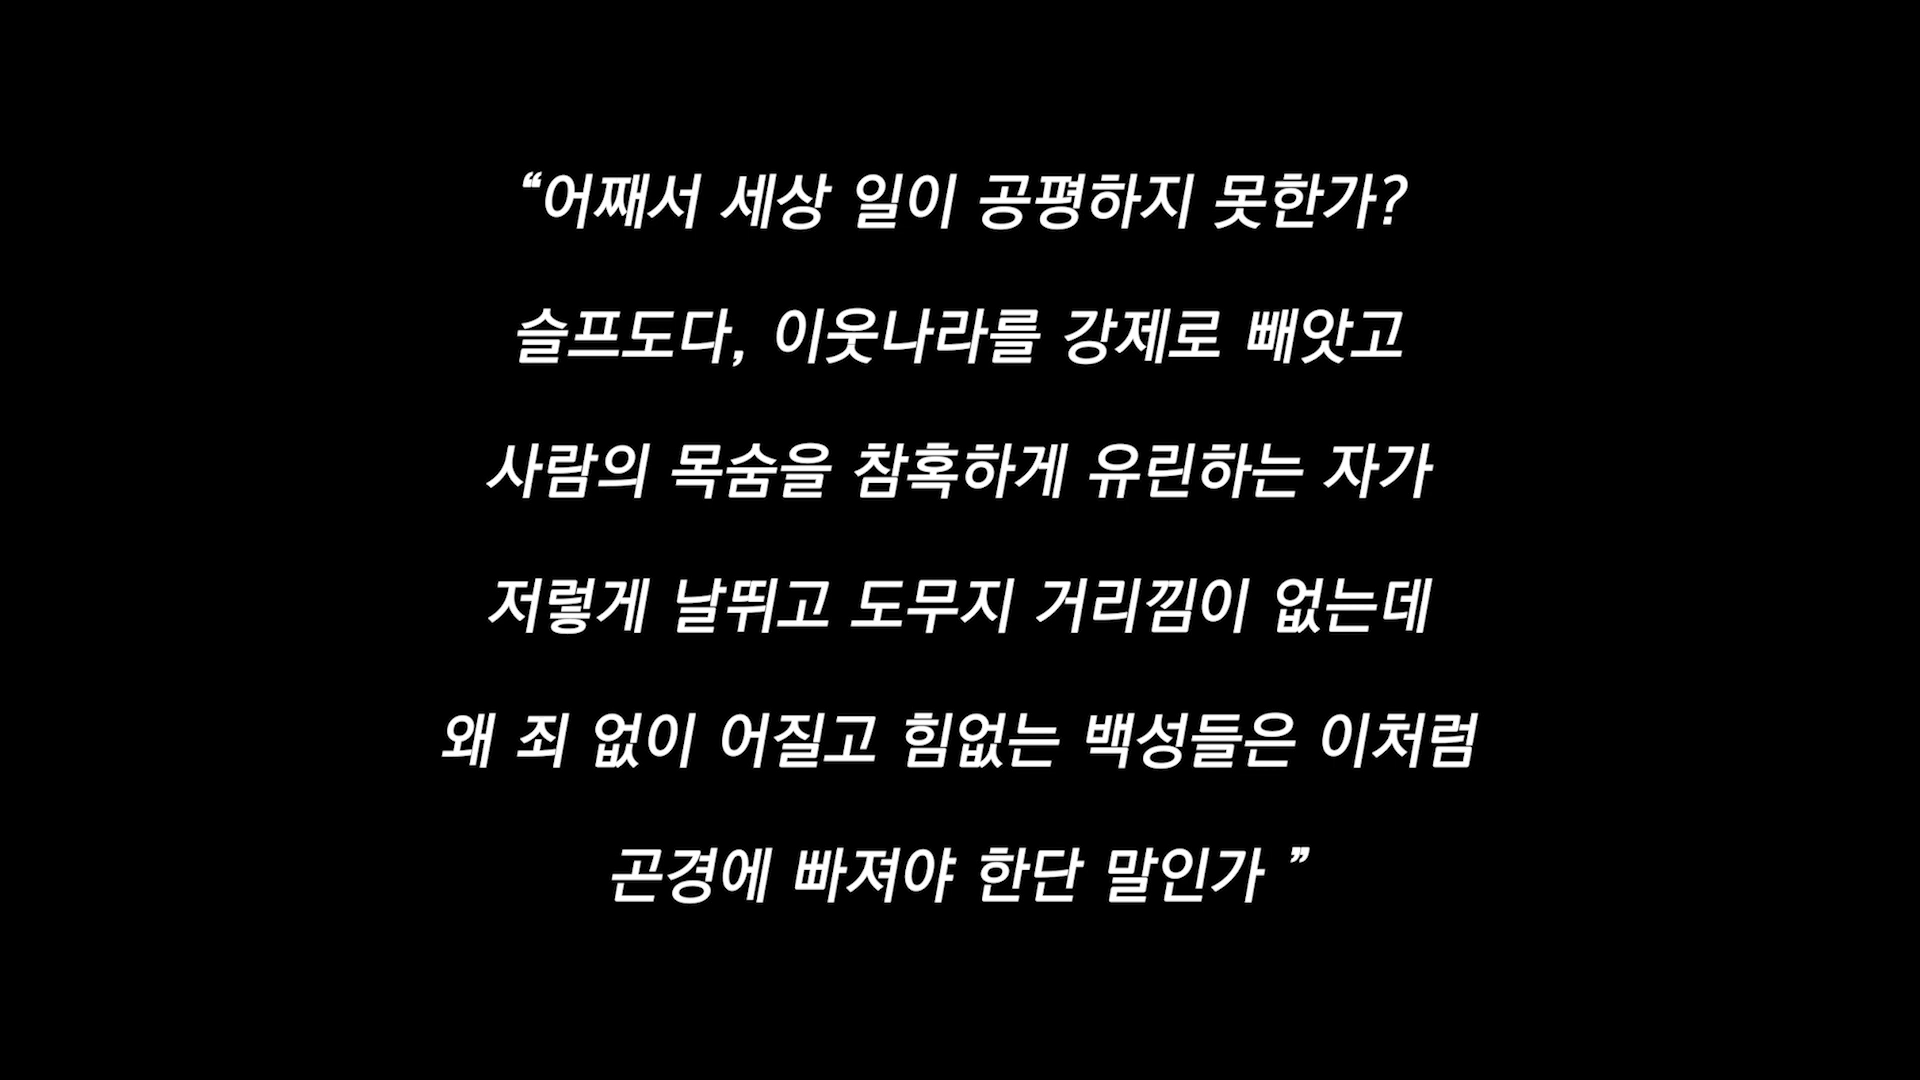 “어째서 세상 일이 공평하지 못한가?
슬프도다, 이웃나라를 강제로 빼앗고
사람의 목숨을 참혹하게 유린하는 자가
저렇게 날뛰고 도무지 거리낌이 없는데
왜 죄 없이 어질고 힘없는 백성들은 이처럼
곤경에 빠져야 한단 말인가 ”